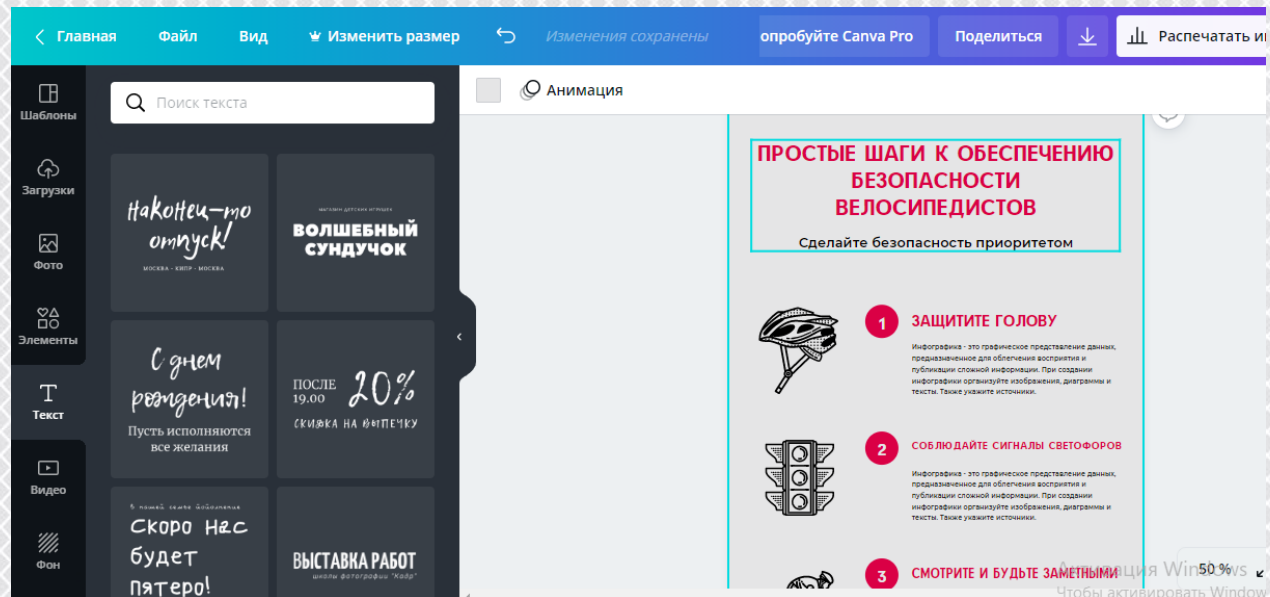 Главная
Файл
Вид
Изменить размер
Изменения сохранены
опробуйте Canva Pro
Поделиться
Распечатать и
Шаблоны
Загрузки
Фото
Элементы
Текст
Видео
Фон
Поиск текста
Наконец-то
отпуск!
МОСКВА - КИПР - МОСКВА
МАГАЗИН ДЕТСКИХ ИГРУШЕК
ВОЛШЕБНЫЙ
СУНДУЧОК
С днем
рождения!
Пусть исполняются
все желания
ПОСЛЕ
19.00
20%
СКИДКА НА ВЫПЕЧКУ
В нашей семье пополнение
Скоро нас
будет
пятеро!
ВЫСТАВКА РАБОТ
школы фотографии "Кадр"
Анимация
ПРОСТЫЕ ШАГИ К ОБЕСПЕЧЕНИЮ
БЕЗОПАСНОСТИ
ВЕЛОСИПЕДИСТОВ
Сделайте безопасность приоритетом
1
ЗАЩИТИТЕ ГОЛОВУ
Инфографика - это графическое представление данных,
предназначенное для облегчения восприятия и
публикации сложной информации. При создании
инфографики организуйте изображения, диаграммы и
тексты. Также укажите источники.
2
СОБЛЮДАЙТЕ СИГНАЛЫ СВЕТОФОРОВ
Инфографика - это графическое представление данных,
предназначенное для облегчения восприятия и
публикации сложной информации. При создании
инфографики организуйте изображения, диаграммы и
тексты. Также укажите источники.
3
СМОТРИТЕ И БУДЬТЕ ЗАМЕТНЫМИ
Активация Windows
Чтобы активировать Window
50 %